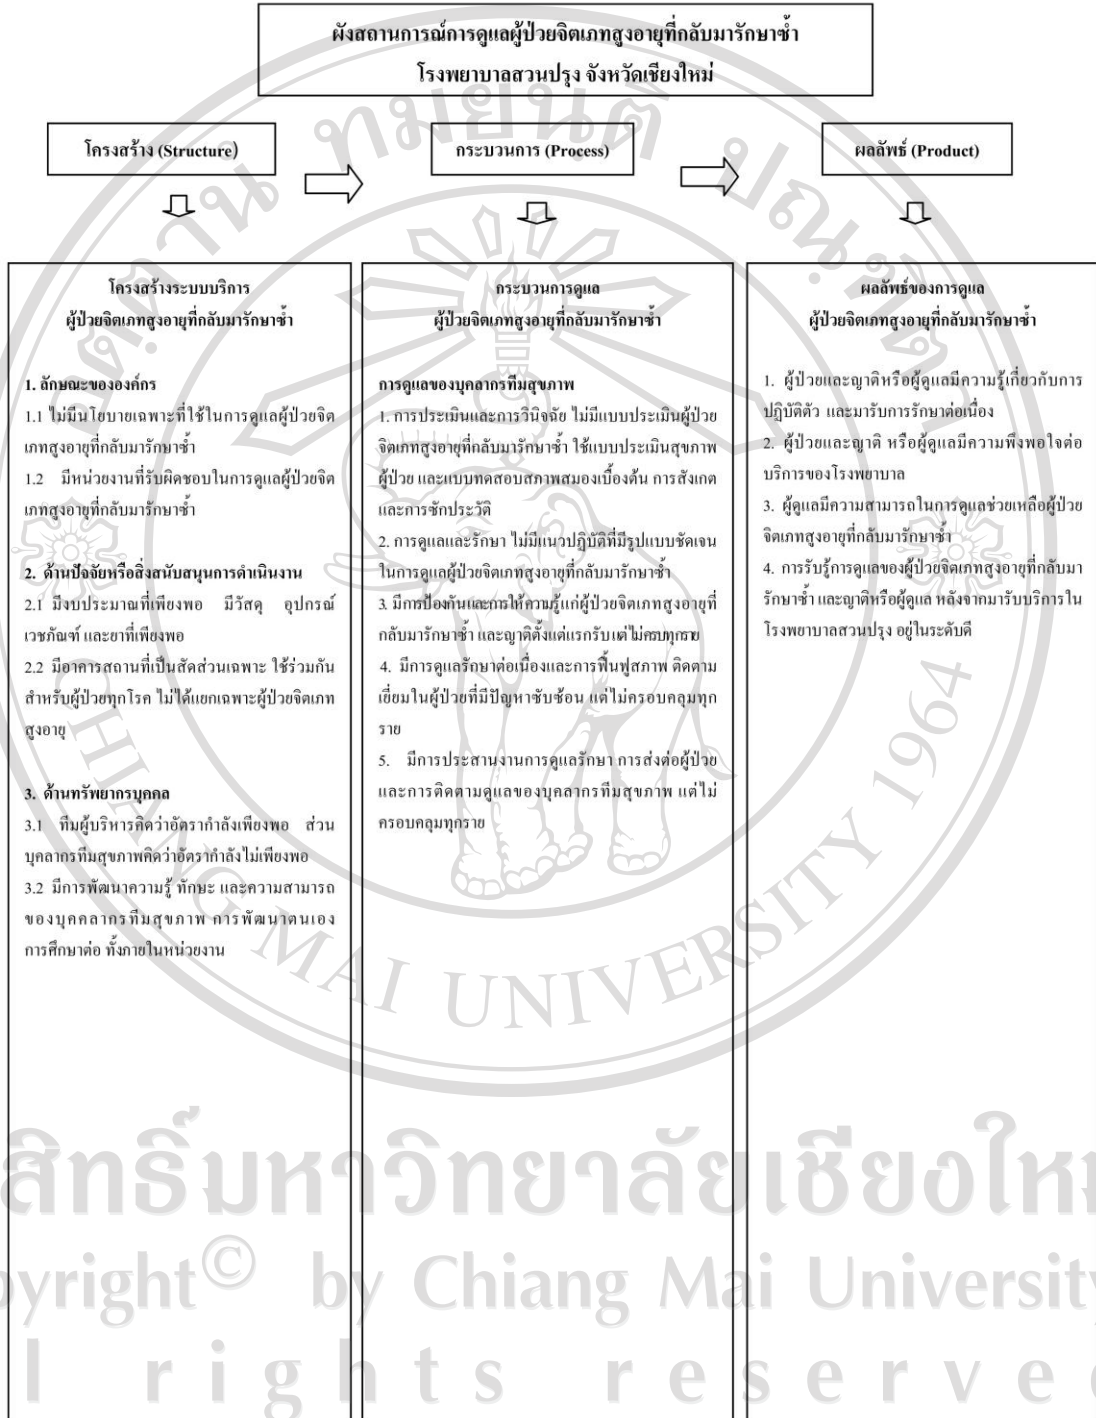 ผังสถานการณ์การดูแลผู้ป่วยจิตเภทสูงอายุที่กลับมารักษาซ้ำ
โรงพยาบาลสวนปรุง จังหวัดเชียงใหม่
โครงสร้าง (Structure)
กระบวนการ (Process)
ผลลัพธ์ (Product)
โครงสร้างระบบบริการ
ผู้ป่วยจิตเภทสูงอายุที่กลับมารักษาซ้ำ
1. ลักษณะขององค์กร
1.1 ไม่มีนโยบายเฉพาะที่ใช้ในการดูแลผู้ป่วยจิต
เภทสูงอายุที่กลับมารักษาซ้ำ
1.2 มีหน่วยงานที่รับผิดชอบในการดูแลผู้ป่วยจิต
เภทสูงอายุที่กลับมารักษาซ้ำ
2. ด้านปัจจัยหรือสิ่งสนับสนุนการดำเนินงาน
2.1 มีงบประมาณที่เพียงพอ มีวัสดุ อุปกรณ์
เวชภัณฑ์ และยาที่เพียงพอ
2.2 มีอาคารสถานที่เป็นสัดส่วนเฉพาะ ใช้ร่วมกัน
สำหรับผู้ป่วยทุกโรค ไม่ได้แยกเฉพาะผู้ป่วยจิตเภท
สูงอายุ
3. ด้านทรัพยากรบุคคล
3.1 ทีมผู้บริหารคิดว่าอัตรากำลังเพียงพอ ส่วน
บุคลากรทีมสุขภาพคิดว่าอัตรากำลังไม่เพียงพอ
3.2 มีการพัฒนาความรู้ ทักษะ และความสามารถ
ของบุคคลากรทีมสุขภาพ การพัฒนาตนเอง
การศึกษาต่อ ทั้งภายในหน่วยงาน
กระบวนการดูแล
ผู้ป่วยจิตเภทสูงอายุที่กลับมารักษาซ้ำ
การดูแลของบุคลากรทีมสุขภาพ
1. การประเมินและการวินิจฉัย ไม่มีแบบประเมินผู้ป่วย
จิตเภทสูงอายุที่กลับมารักษาซ้ำ ใช้แบบประเมินสุขภาพ
ผู้ป่วย และแบบทดสอบสภาพสมองเบื้องต้น การสังเกต
และการซักประวัติ
2. การดูแลและรักษา ไม่มีแนวปฏิบัติที่มีรูปแบบชัดเจน
ในการดูแลผู้ป่วยจิตเภทสูงอายุที่กลับมารักษาซ้ำ
3. มีการป้องกันและการให้ความรู้แก่ผู้ป่วยจิตเภทสูงอายุที่
กลับมารักษาซ้ำ และญาติตั้งแต่แรกรับ แต่ไม่ครบทุกราย
4. มีการดูแลรักษาต่อเนื่องและการฟื้นฟูสภาพ ติดตาม
เยี่ยมในผู้ป่วยที่มีปัญหาซับซ้อน แต่ไม่ครอบคลุมทุก
ราย
5. มีการประสานงานการดูแลรักษา การส่งต่อผู้ป่วย
และการติดตามดูแลของบุคลากรทีมสุขภาพ แต่ไม่
ครอบคลุมทุกราย
ผลลัพธ์ของการดูแล
ผู้ป่วยจิตเภทสูงอายุที่กลับมารักษาซ้ำ
1. ผู้ป่วยและญาติหรือผู้ดูแลมีความรู้เกี่ยวกับการ
ปฏิบัติตัว และมารับการรักษาต่อเนื่อง
2. ผู้ป่วยและญาติ หรือผู้ดูแลมีความพึงพอใจต่อ
บริการของโรงพยาบาล
3. ผู้ดูแลมีความสามารถในการดูแลช่วยเหลือผู้ป่วย
จิตเภทสูงอายุที่กลับมารักษาซ้ำ
4. การรับรู้การดูแลของผู้ป่วยจิตเภทสูงอายุที่กลับมา
รักษาซ้ำ และญาติหรือผู้ดูแล หลังจากมารับบริการใน
โรงพยาบาลสวนปรุง อยู่ในระดับดี
CHIANG MAI UNIVERSITY 1964
สิทธิ์มหาวิทยาลัยเชียงใหม
pyright© by Chiang Mai University
l rights reserve